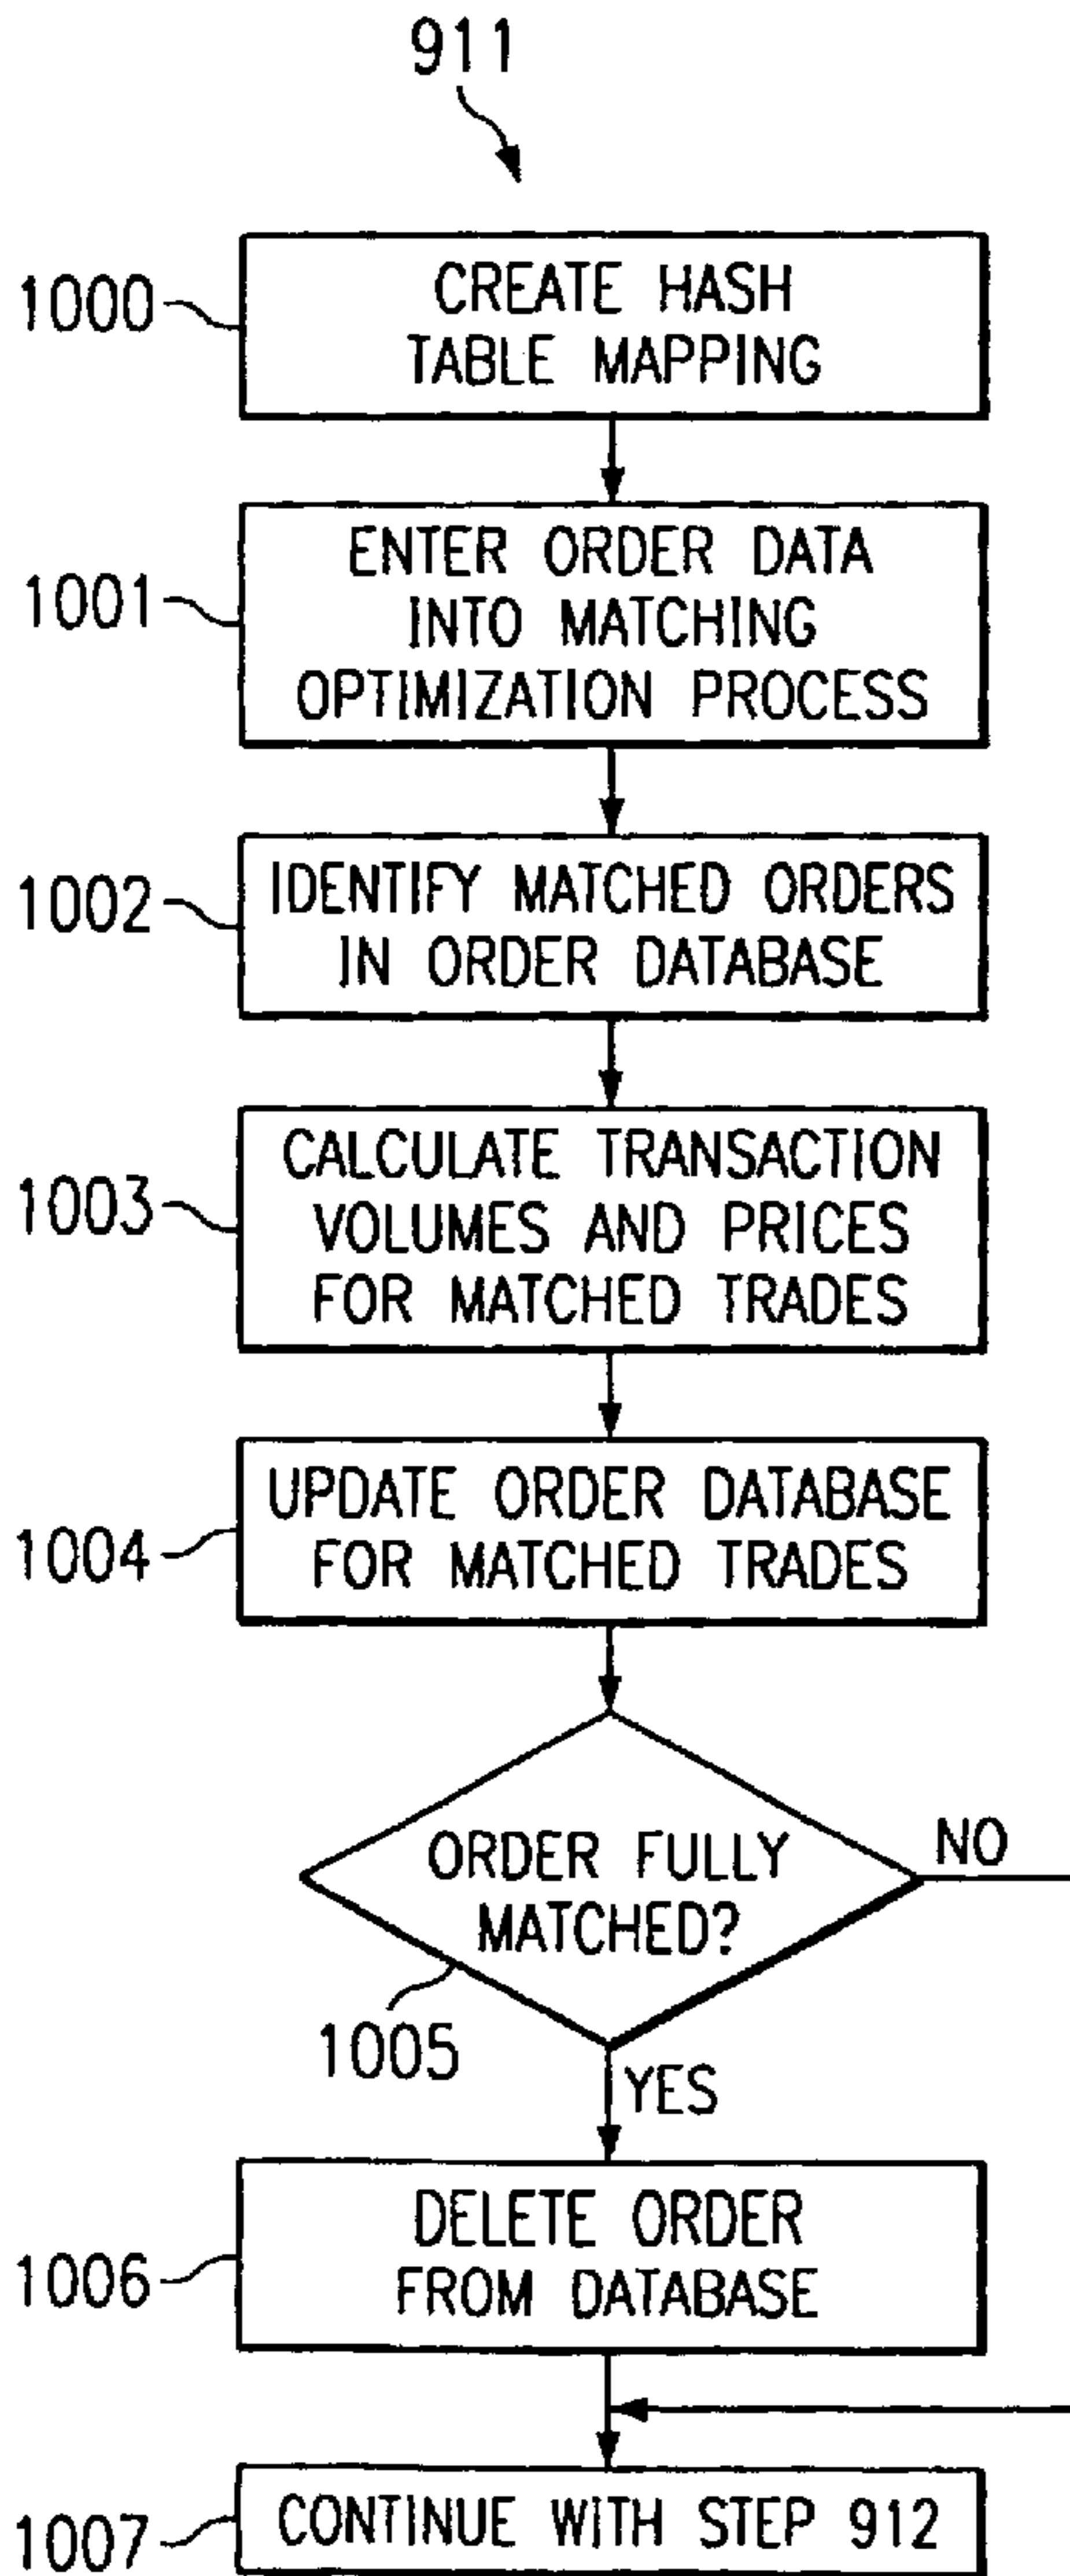 911
1000
CREATE HASH
TABLE MAPPING
1001
ENTER ORDER DATA
INTO MATCHING
OPTIMIZATION PROCESS
1002
IDENTIFY MATCHED ORDERS
IN ORDER DATABASE
1003
CALCULATE TRANSACTION
VOLUMES AND PRICES
FOR MATCHED TRADES
1004
UPDATE ORDER DATABASE
FOR MATCHED TRADES
ORDER FULLY
MATCHED?
NO
1005
YES
1006
DELETE ORDER
FROM DATABASE
1007
CONTINUE WITH STEP 912